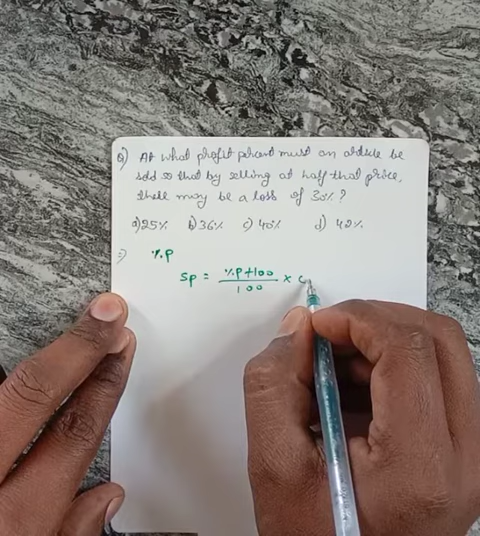 Q) At what profit percent must an article be
sold so that by selling at half that price,
there may be a loss of 30%?
a) 25% b) 36% c) 40% d) 42%
%P
SP = %P+100 / 100 × C